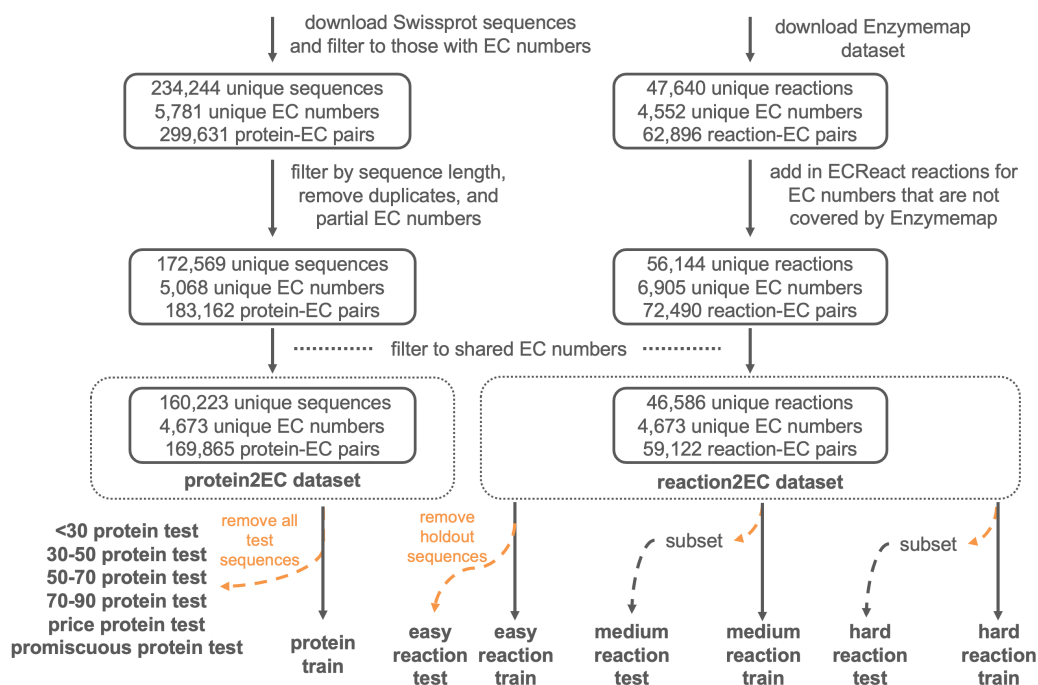 download Swissprot sequences
and filter to those with EC numbers
download Enzymemap
dataset
234,244 unique sequences
5,781 unique EC numbers
299,631 protein-EC pairs
47,640 unique reactions
4,552 unique EC numbers
62,896 reaction-EC pairs
filter by sequence length,
remove duplicates, and
partial EC numbers
add in ECReact reactions for
EC numbers that are not
covered by Enzymemap
172,569 unique sequences
5,068 unique EC numbers
183,162 protein-EC pairs
56,144 unique reactions
6,905 unique EC numbers
72,490 reaction-EC pairs
filter to shared EC numbers
160,223 unique sequences
4,673 unique EC numbers
169,865 protein-EC pairs
protein2EC dataset
46,586 unique reactions
4,673 unique EC numbers
59,122 reaction-EC pairs
reaction2EC dataset
<30 protein test
30-50 protein test
50-70 protein test
70-90 protein test
price protein test
promiscuous protein test
remove all
test
sequences
protein
train
remove
holdout
sequences
easy
reaction
test
easy
reaction
train
subset
medium
reaction test
medium
reaction train
subset
hard
reaction
test
hard
reaction
train